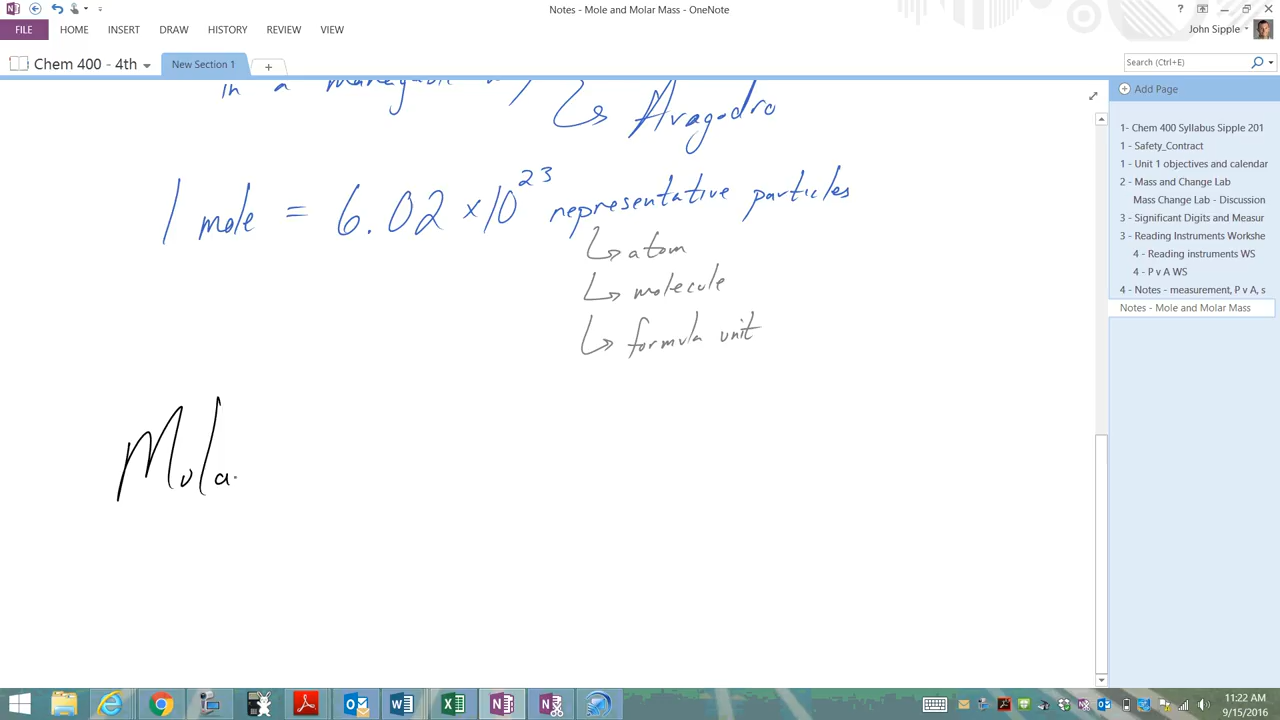 Notes - Mole and Molar Mass - OneNote
?
FILE HOME INSERT DRAW HISTORY REVIEW VIEW
John Sipple
Chem 400 - 4th
New Section 1
+
Search (Ctrl+E)
Add Page
1- Chem 400 Syllabus Sipple 201
1 - Safety_Contract
1 - Unit 1 objectives and calendar
2 - Mass and Change Lab
Mass Change Lab - Discussion
3 - Significant Digits and Measur
3 - Reading Instruments Workshe
4 - Reading instruments WS
4 - P v A WS
4 - Notes - measurement, P v A, s
Notes - Mole and Molar Mass
in a
Avagadro
1 mole = 6.02 x 10^23 representative particles
atom
molecule
formula unit
Mola
11:22 AM
9/15/2016